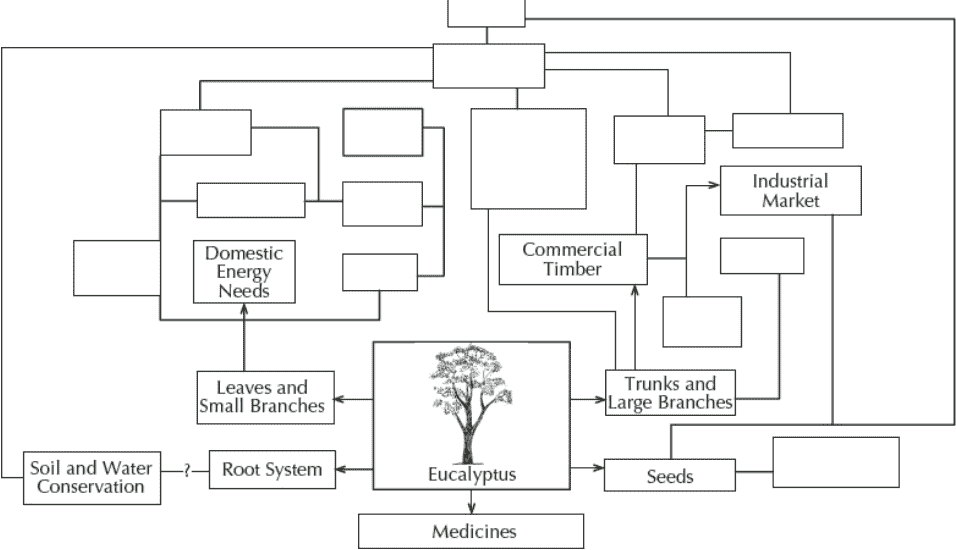 Industrial
Market
Commercial
Timber
Domestic
Energy
Needs
Leaves and
Small Branches
Trunks and
Large Branches
Eucalyptus
Soil and Water
Conservation
?
Root System
Seeds
Medicines